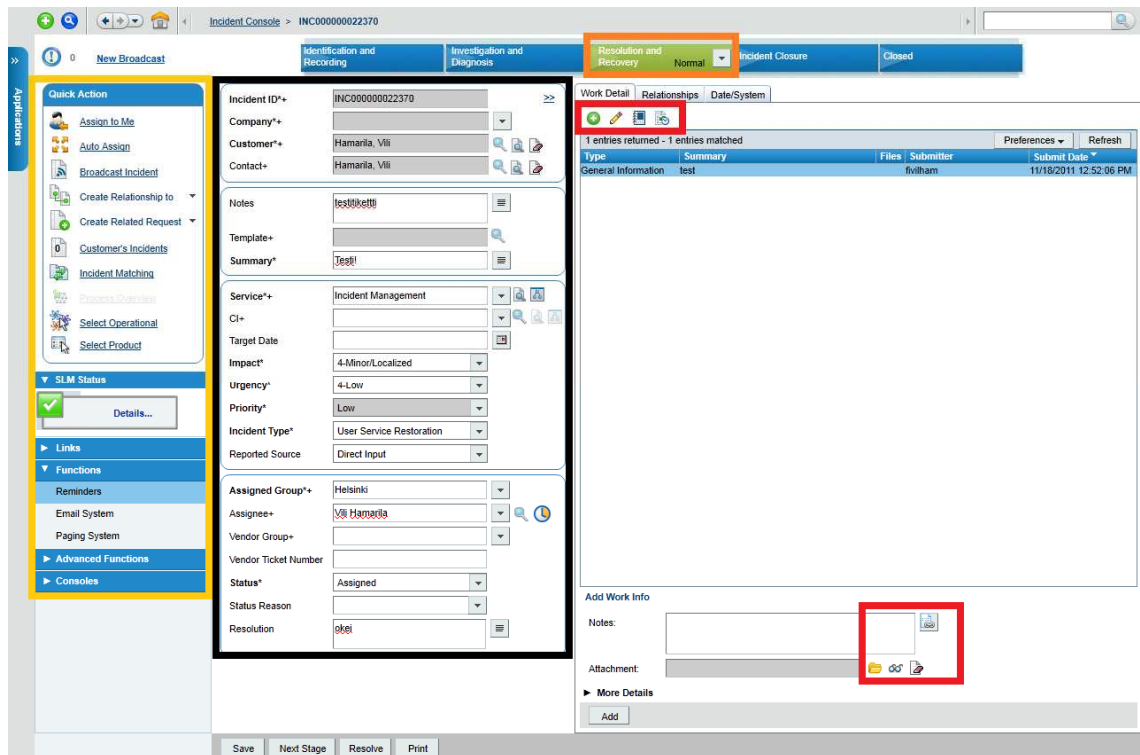 Incident Console > INC000000022370
Applications
0 New Broadcast
Identification and Recording
Investigation and Diagnosis
Resolution and Recovery Normal
Incident Closure
Closed
Quick Action
Assign to Me
Auto Assign
Broadcast Incident
Create Relationship to
Create Related Request
0 Customer's Incidents
Incident Matching
Process Overview
Select Operational
Select Product
SLM Status
Details...
Links
Functions
Reminders
Email System
Paging System
Advanced Functions
Consoles
Incident ID*+ INC000000022370 >>
Company*+
Customer*+ Hamarila, Vili
Contact+ Hamarila, Vili
Notes testitikettti
Template+
Summary* Testi!
Service*+ Incident Management
CI+
Target Date
Impact* 4-Minor/Localized
Urgency* 4-Low
Priority* Low
Incident Type* User Service Restoration
Reported Source Direct Input
Assigned Group*+ Helsinki
Assignee+ Vili Hamarila
Vendor Group+
Vendor Ticket Number
Status* Assigned
Status Reason
Resolution okei
Work Detail Relationships Date/System
1 entries returned - 1 entries matched Preferences Refresh
Type Summary Files Submitter Submit Date
General Information test fivilham 11/18/2011 12:52:06 PM
Add Work Info
Notes:
Attachment:
More Details
Add
Save Next Stage Resolve Print